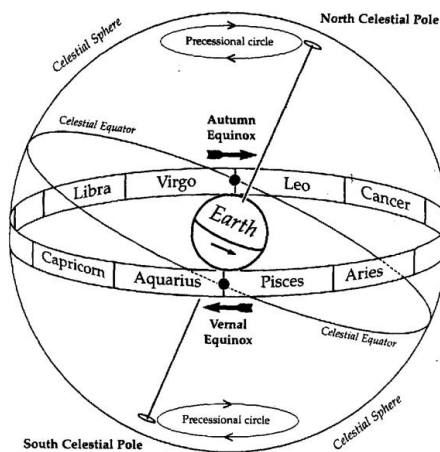 North Celestial Pole
Celestial Sphere
Precessional circle
Celestial Equator
Autumn
Equinox
Libra
Virgo
Leo
Cancer
Earth
Capricorn
Aquarius
Pisces
Aries
Vernal
Equinox
Celestial Equator
Precessional circle
Celestial Sphere
South Celestial Pole